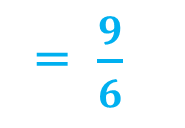 = 9/6